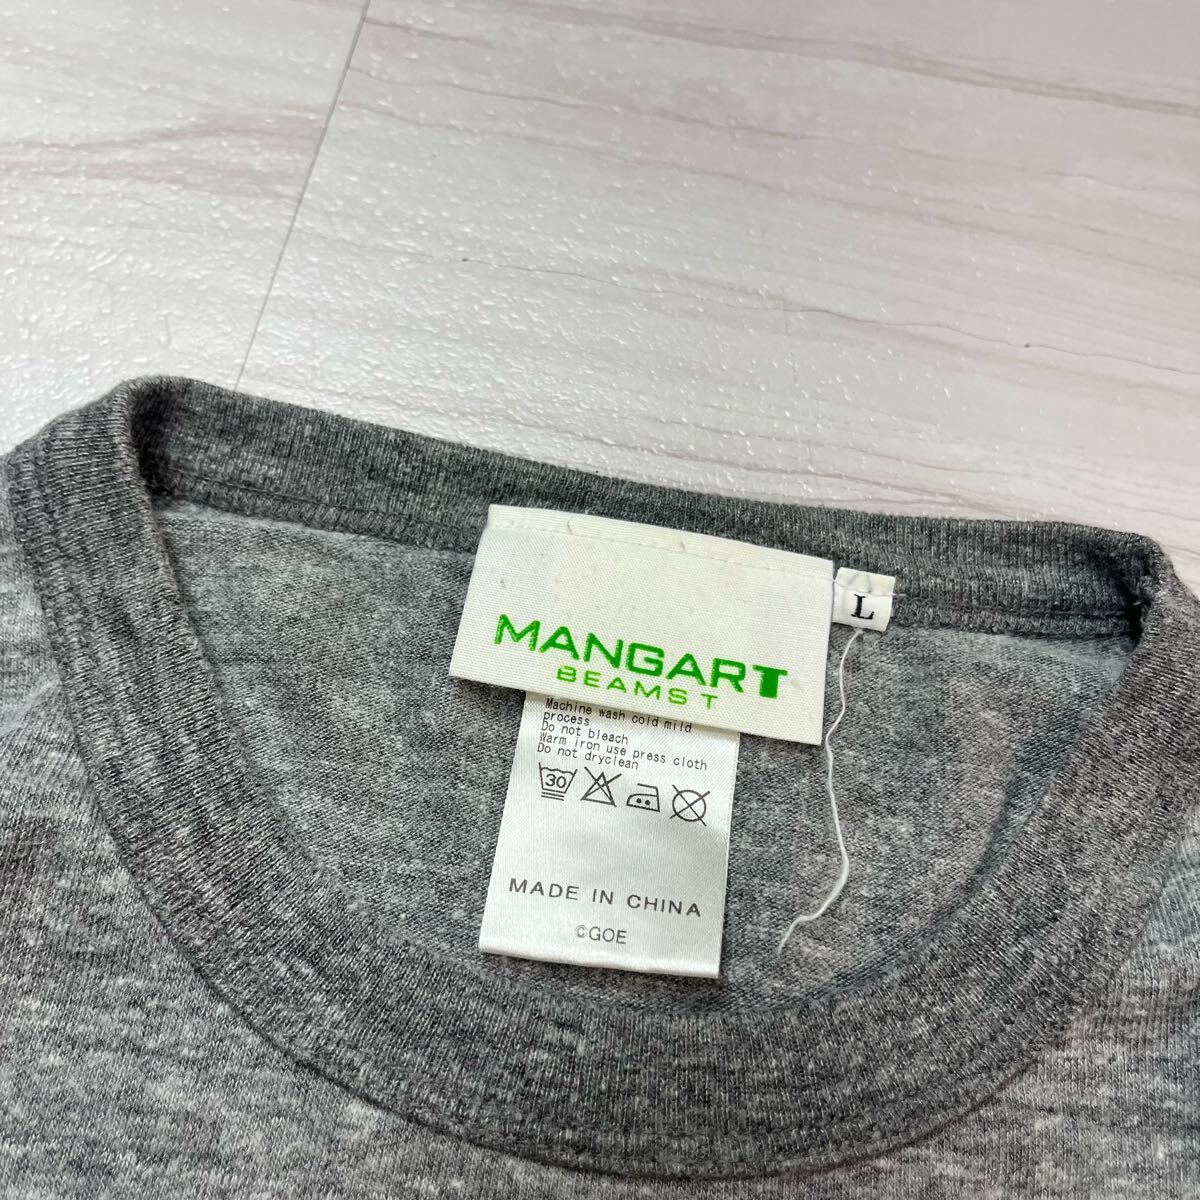 MANGART
BEAMS T
L
Machine wash cold mild
process
Do not bleach
Warm iron use press cloth
Do not dryclean
30
MADE IN CHINA
©GOE